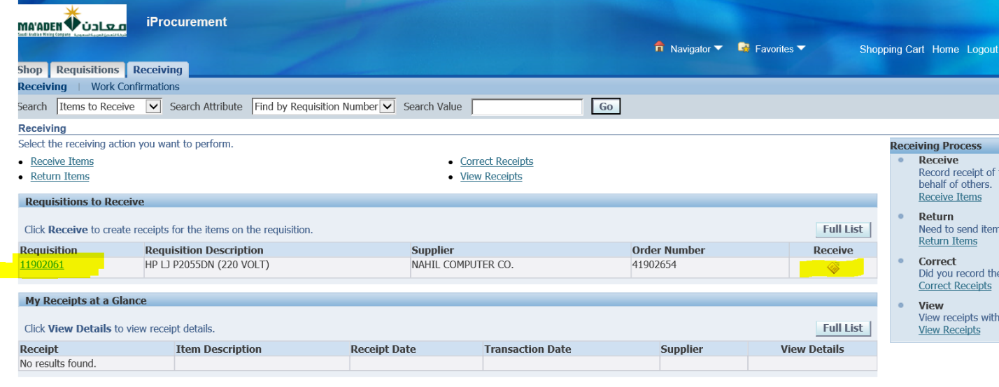 MA'ADEN معادن
Saudi Arabian Mining Company
iProcurement
Navigator Favorites Shopping Cart Home Logout
Shop Requisitions Receiving
Receiving | Work Confirmations
Search Items to Receive Search Attribute Find by Requisition Number Search Value Go
Receiving
Select the receiving action you want to perform.
Receive Items Correct Receipts
Return Items View Receipts
Requisitions to Receive
Click Receive to create receipts for the items on the requisition. Full List
Requisition Requisition Description Supplier Order Number Receive
11902061 HP LJ P2055DN (220 VOLT) NAHIL COMPUTER CO. 41902654
My Receipts at a Glance
Click View Details to view receipt details. Full List
Receipt Item Description Receipt Date Transaction Date Supplier View Details
No results found.
Receiving Process
Receive
Record receipt of
behalf of others.
Receive Items
Return
Need to send item
Return Items
Correct
Did you record the
Correct Receipts
View
View receipts with
View Receipts